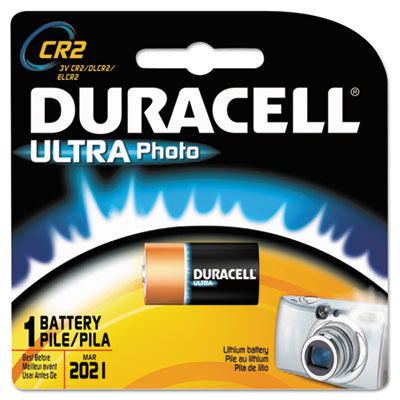 CR2
3V CR2/DLCR2/
ELCR2
DURACELL®
ULTRA Photo
DURACELL
ULTRA
1 BATTERY
PILE/PILA
Best Before
Meilleur avant
Usar Antes De
MAR
2021
Lithium battery
Pile au lithium
Pila de litio